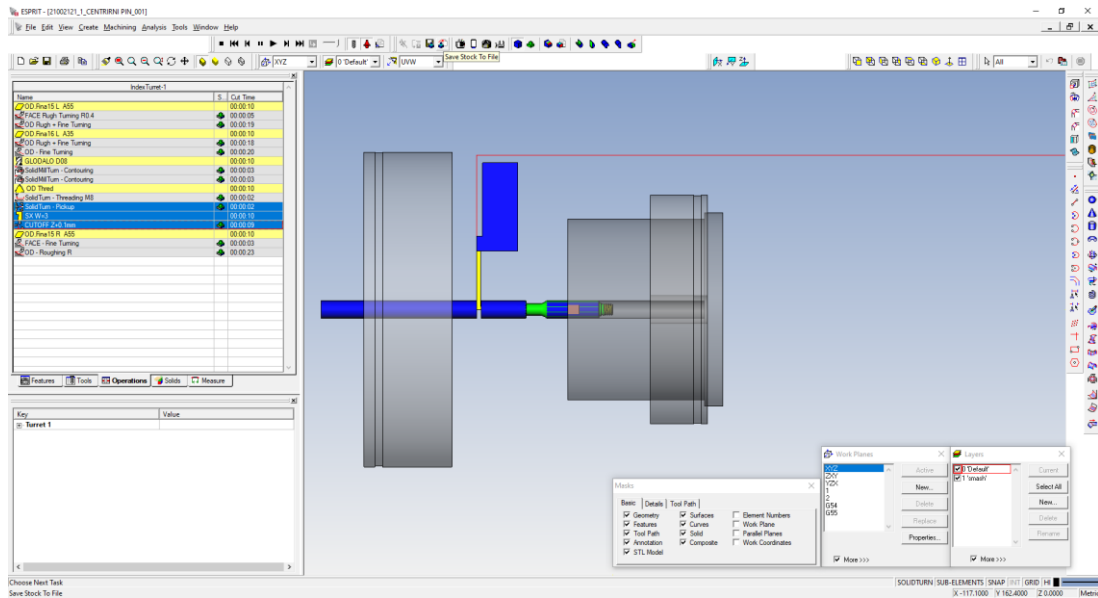 ESPRIT - [21002121_1_CENTRIRNI PIN_001]
File Edit View Create Machining Analysis Tools Window Help
XYZ 0 'Default' UVW Save Stock To File All
IndexTurret-1
Name S... Cut Time
OD.Fina15 L A55 00:00:10
FACE Rugh Turning R0.4 00:00:05
OD Rugh + Fine Turning 00:00:19
OD.Fina16 L A35 00:00:10
OD Rugh + Fine Turning 00:00:18
OD - Fine Turning 00:00:20
GLODALO D08 00:00:10
SolidMillTurn - Contouring 00:00:03
SolidMillTurn - Contouring 00:00:03
OD Thred 00:00:10
SolidTurn - Threading M8 00:00:02
SolidTurn - Pickup 00:00:02
SX W=3 00:00:10
CUTOFF Z+0.1mm 00:00:09
OD.Fina15 R A55 00:00:10
FACE - Fine Turning 00:00:03
OD - Roughing R 00:00:23
Features Tools Operations Solids Measure
Key Value
Turret 1
Masks
Basic Details Tool Path
Geometry Surfaces Element Numbers
Features Curves Work Plane
Tool Path Solid Parallel Planes
Annotation Composite Work Coordinates
STL Model
Work Planes
XYZ Active
ZXY
YZX New...
1
2 Delete
G54
G55 Replace
Properties...
More >>>
Layers
0 'Default' Current
1 'smash' Select All
New...
Delete
Rename
More >>>
Choose Next Task SOLIDTURN SUB-ELEMENTS SNAP INT GRID HI
Save Stock To File X -117.1000 Y 162.4000 Z 0.0000 Metric